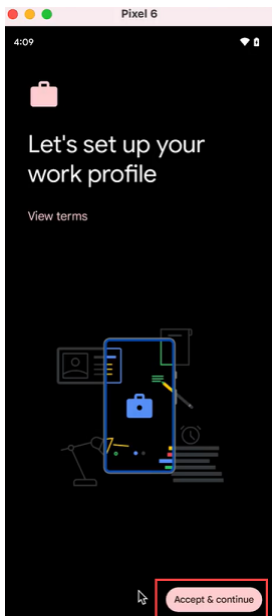 Pixel 6
4:09
Let's set up your
work profile
View terms
Accept & continue